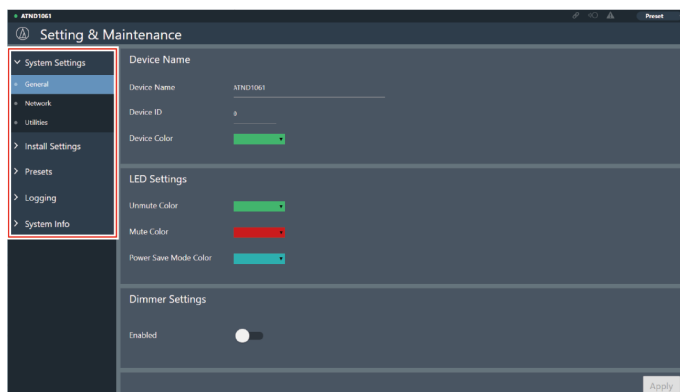 ATND1061
Preset
Setting & Maintenance
System Settings
General
Network
Utilities
Install Settings
Presets
Logging
System Info
Device Name
Device Name ATND1061
Device ID 0
Device Color
LED Settings
Unmute Color
Mute Color
Power Save Mode Color
Dimmer Settings
Enabled
Apply